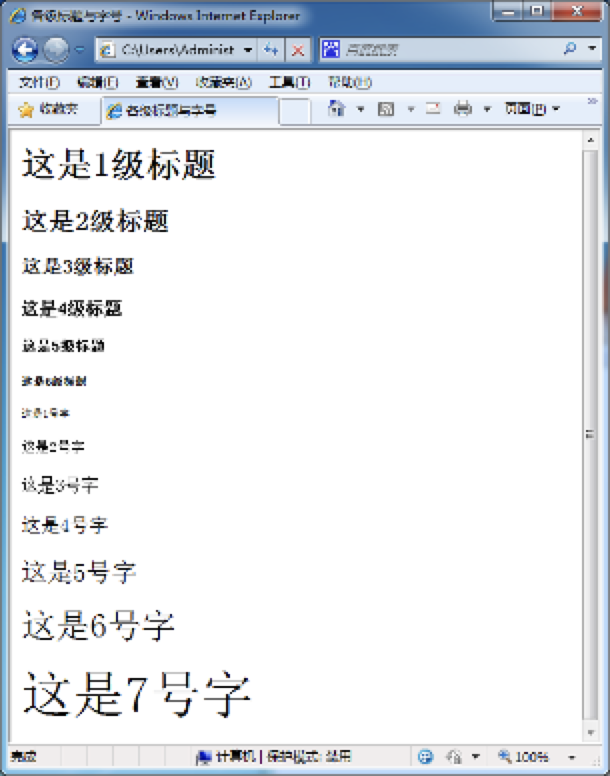 各级标题与字号 - Windows Internet Explorer
C:\Users\Administ
百度搜索
文件(F) 编辑(E) 查看(V) 收藏夹(A) 工具(T) 帮助(H)
收藏夹 各级标题与字号 页面(P)
这是1级标题
这是2级标题
这是3级标题
这是4级标题
这是5级标题
这是6级标题
这是1号字
这是2号字
这是3号字
这是4号字
这是5号字
这是6号字
这是7号字
完成 计算机 | 保护模式: 禁用 100%